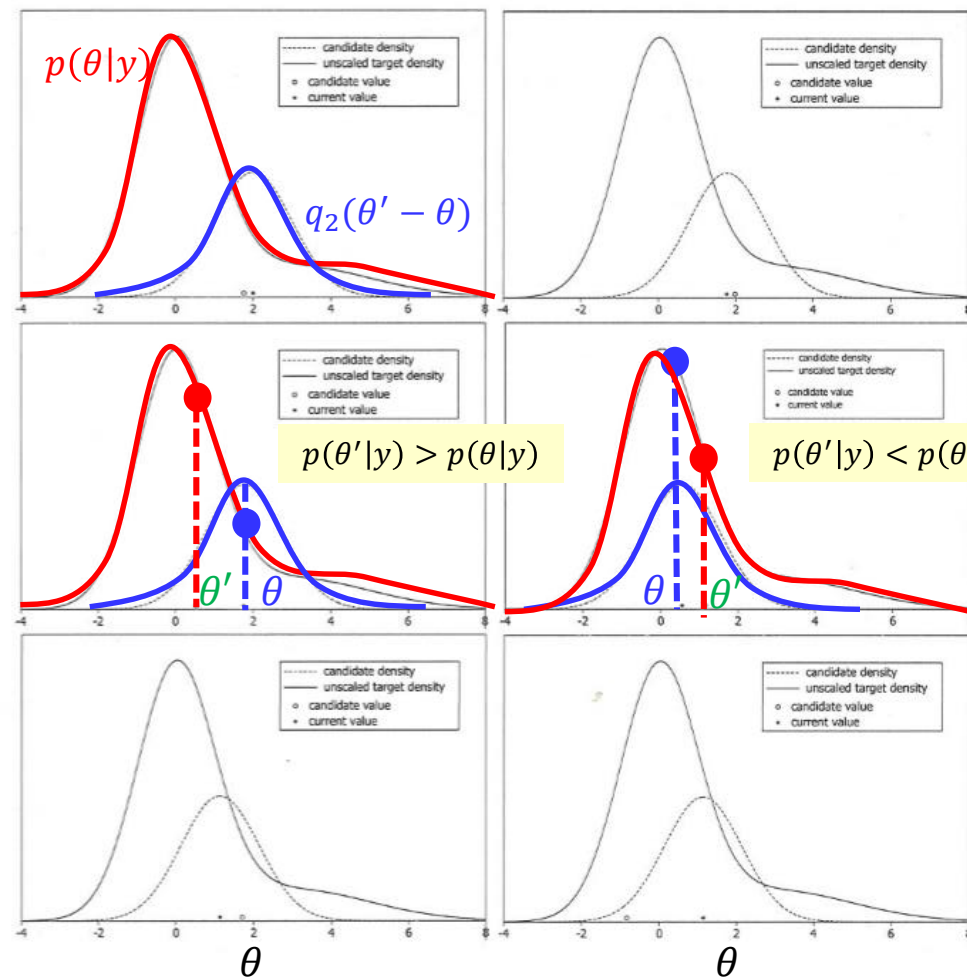 p(θ|y)
candidate density
unscaled target density
candidate value
current value
q₂(θ′ − θ)
-4 -2 0 2 4 6 8
candidate density
unscaled target density
candidate value
current value
-4 -2 0 2 4 6 8
candidate density
unscaled target density
candidate value
current value
p(θ′|y) > p(θ|y)
θ′ θ
-4 -2 0 2 4 6 8
candidate density
unscaled target density
candidate value
current value
p(θ′|y) < p(θ
θ θ′
-4 -2 0 2 4 6 8
candidate density
unscaled target density
candidate value
current value
-4 -2 0 2 4 6 8
θ
candidate density
unscaled target density
candidate value
current value
-4 -2 0 2 4 6 8
θ